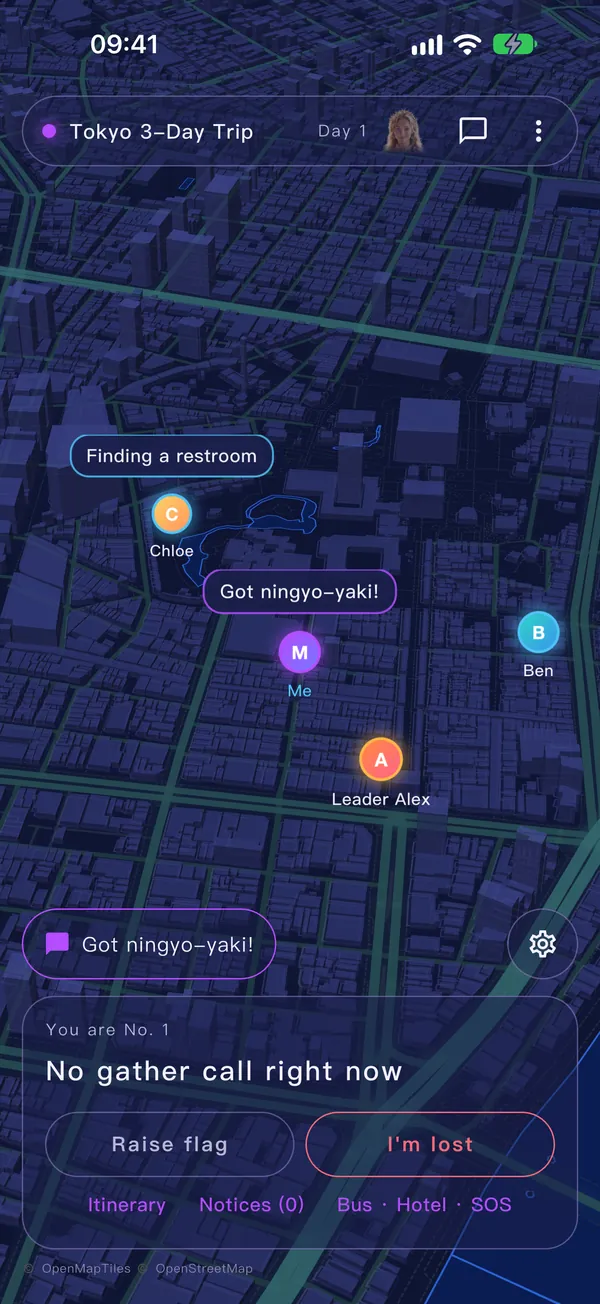 09:41
Tokyo 3-Day Trip
Day 1
Finding a restroom
C
Chloe
Got ningyo-yaki!
M
Me
B
Ben
A
Leader Alex
Got ningyo-yaki!
You are No. 1
No gather call right now
Raise flag
I'm lost
Itinerary
Notices (0)
Bus · Hotel · SOS
© OpenMapTiles © OpenStreetMap